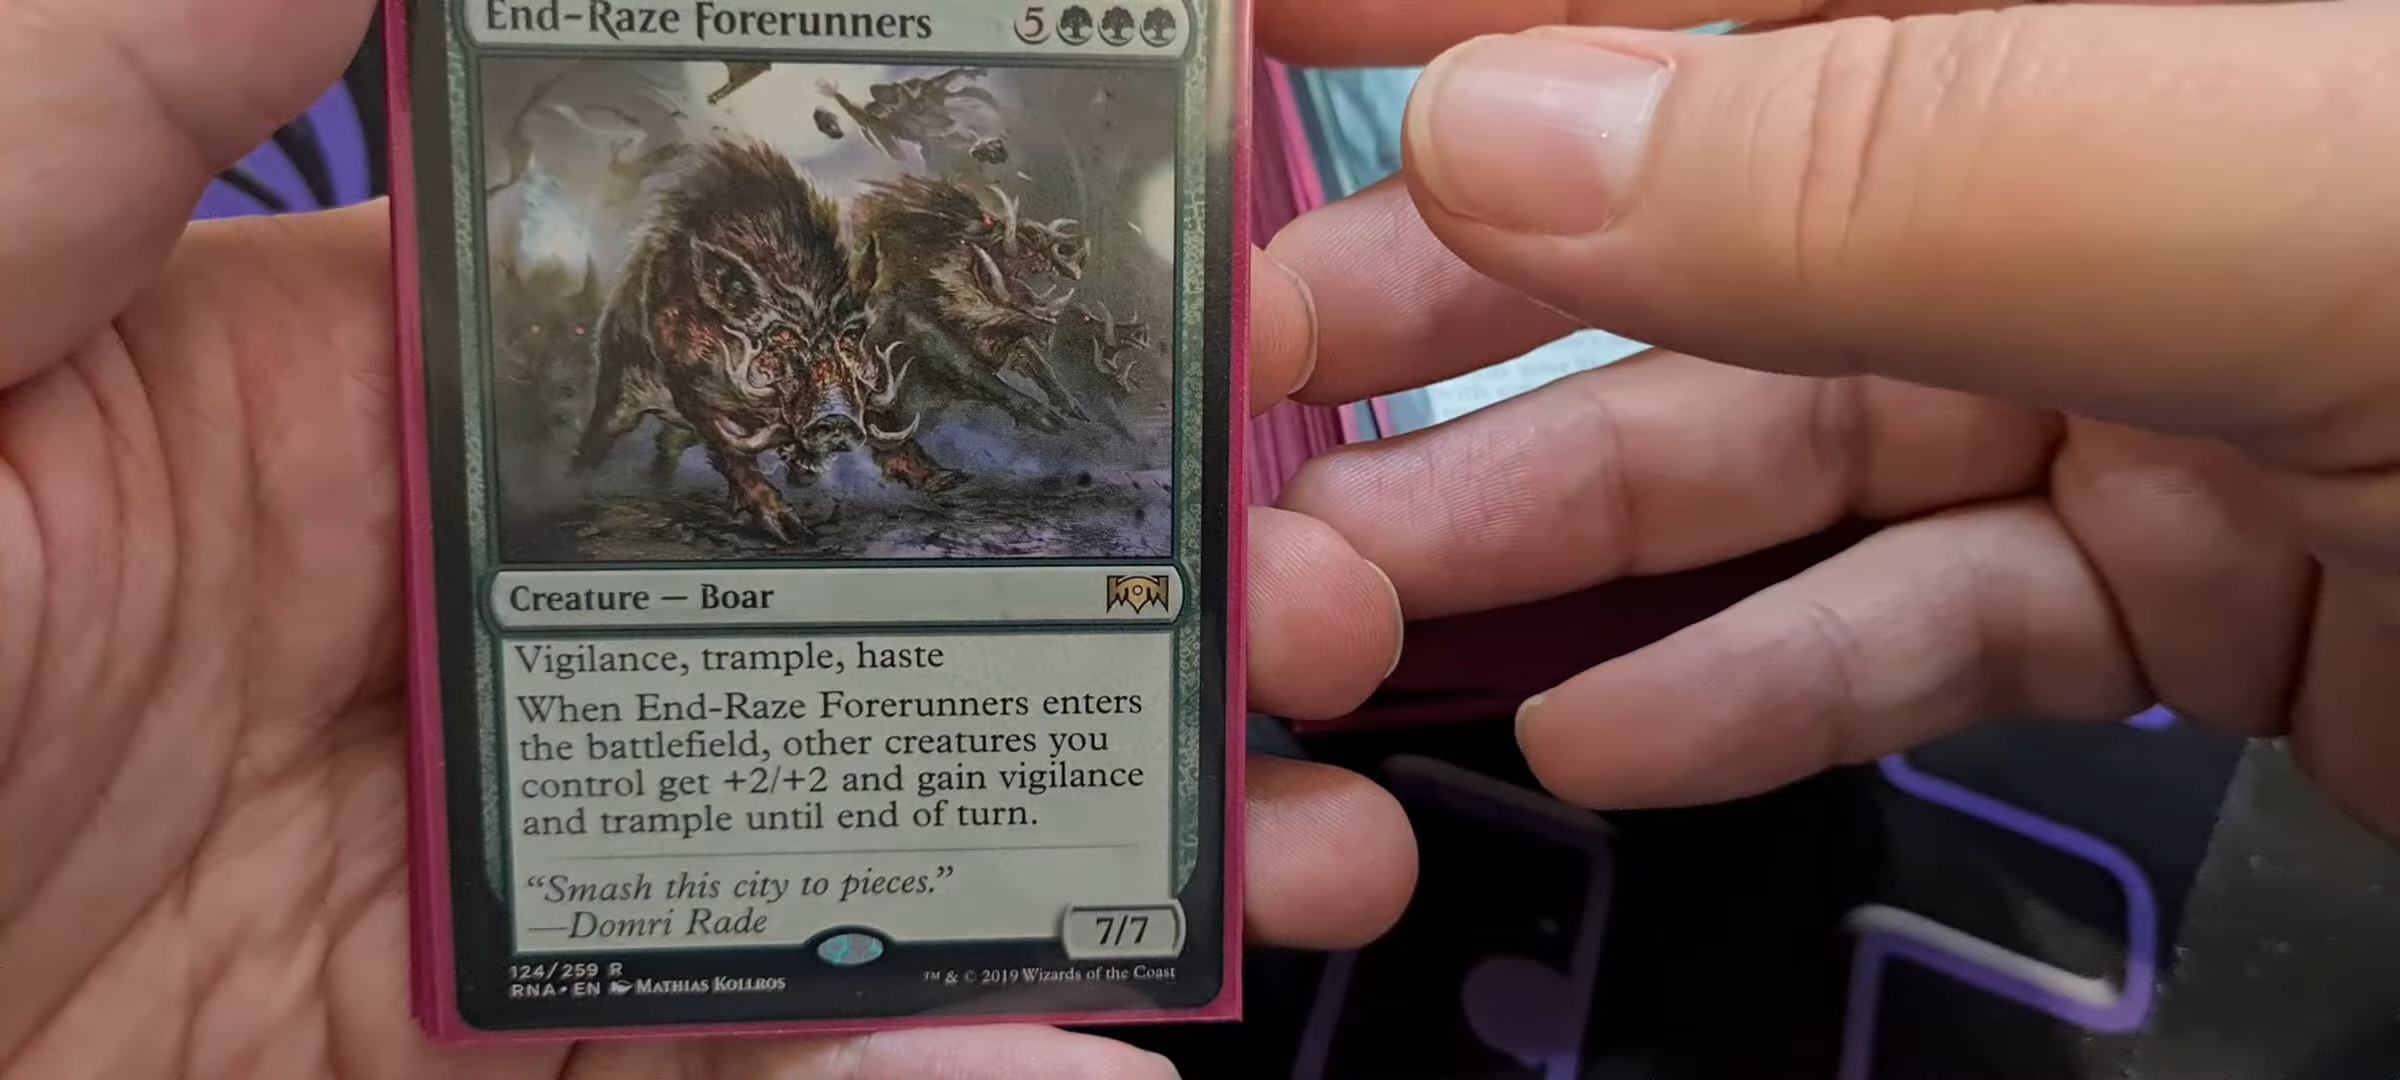 End-Raze Forerunners 5
Creature — Boar
Vigilance, trample, haste
When End-Raze Forerunners enters
the battlefield, other creatures you
control get +2/+2 and gain vigilance
and trample until end of turn.
“Smash this city to pieces.”
—Domri Rade
7/7
124/259 R
RNA • EN MATHIAS KOLLROS
™ & © 2019 Wizards of the Coast